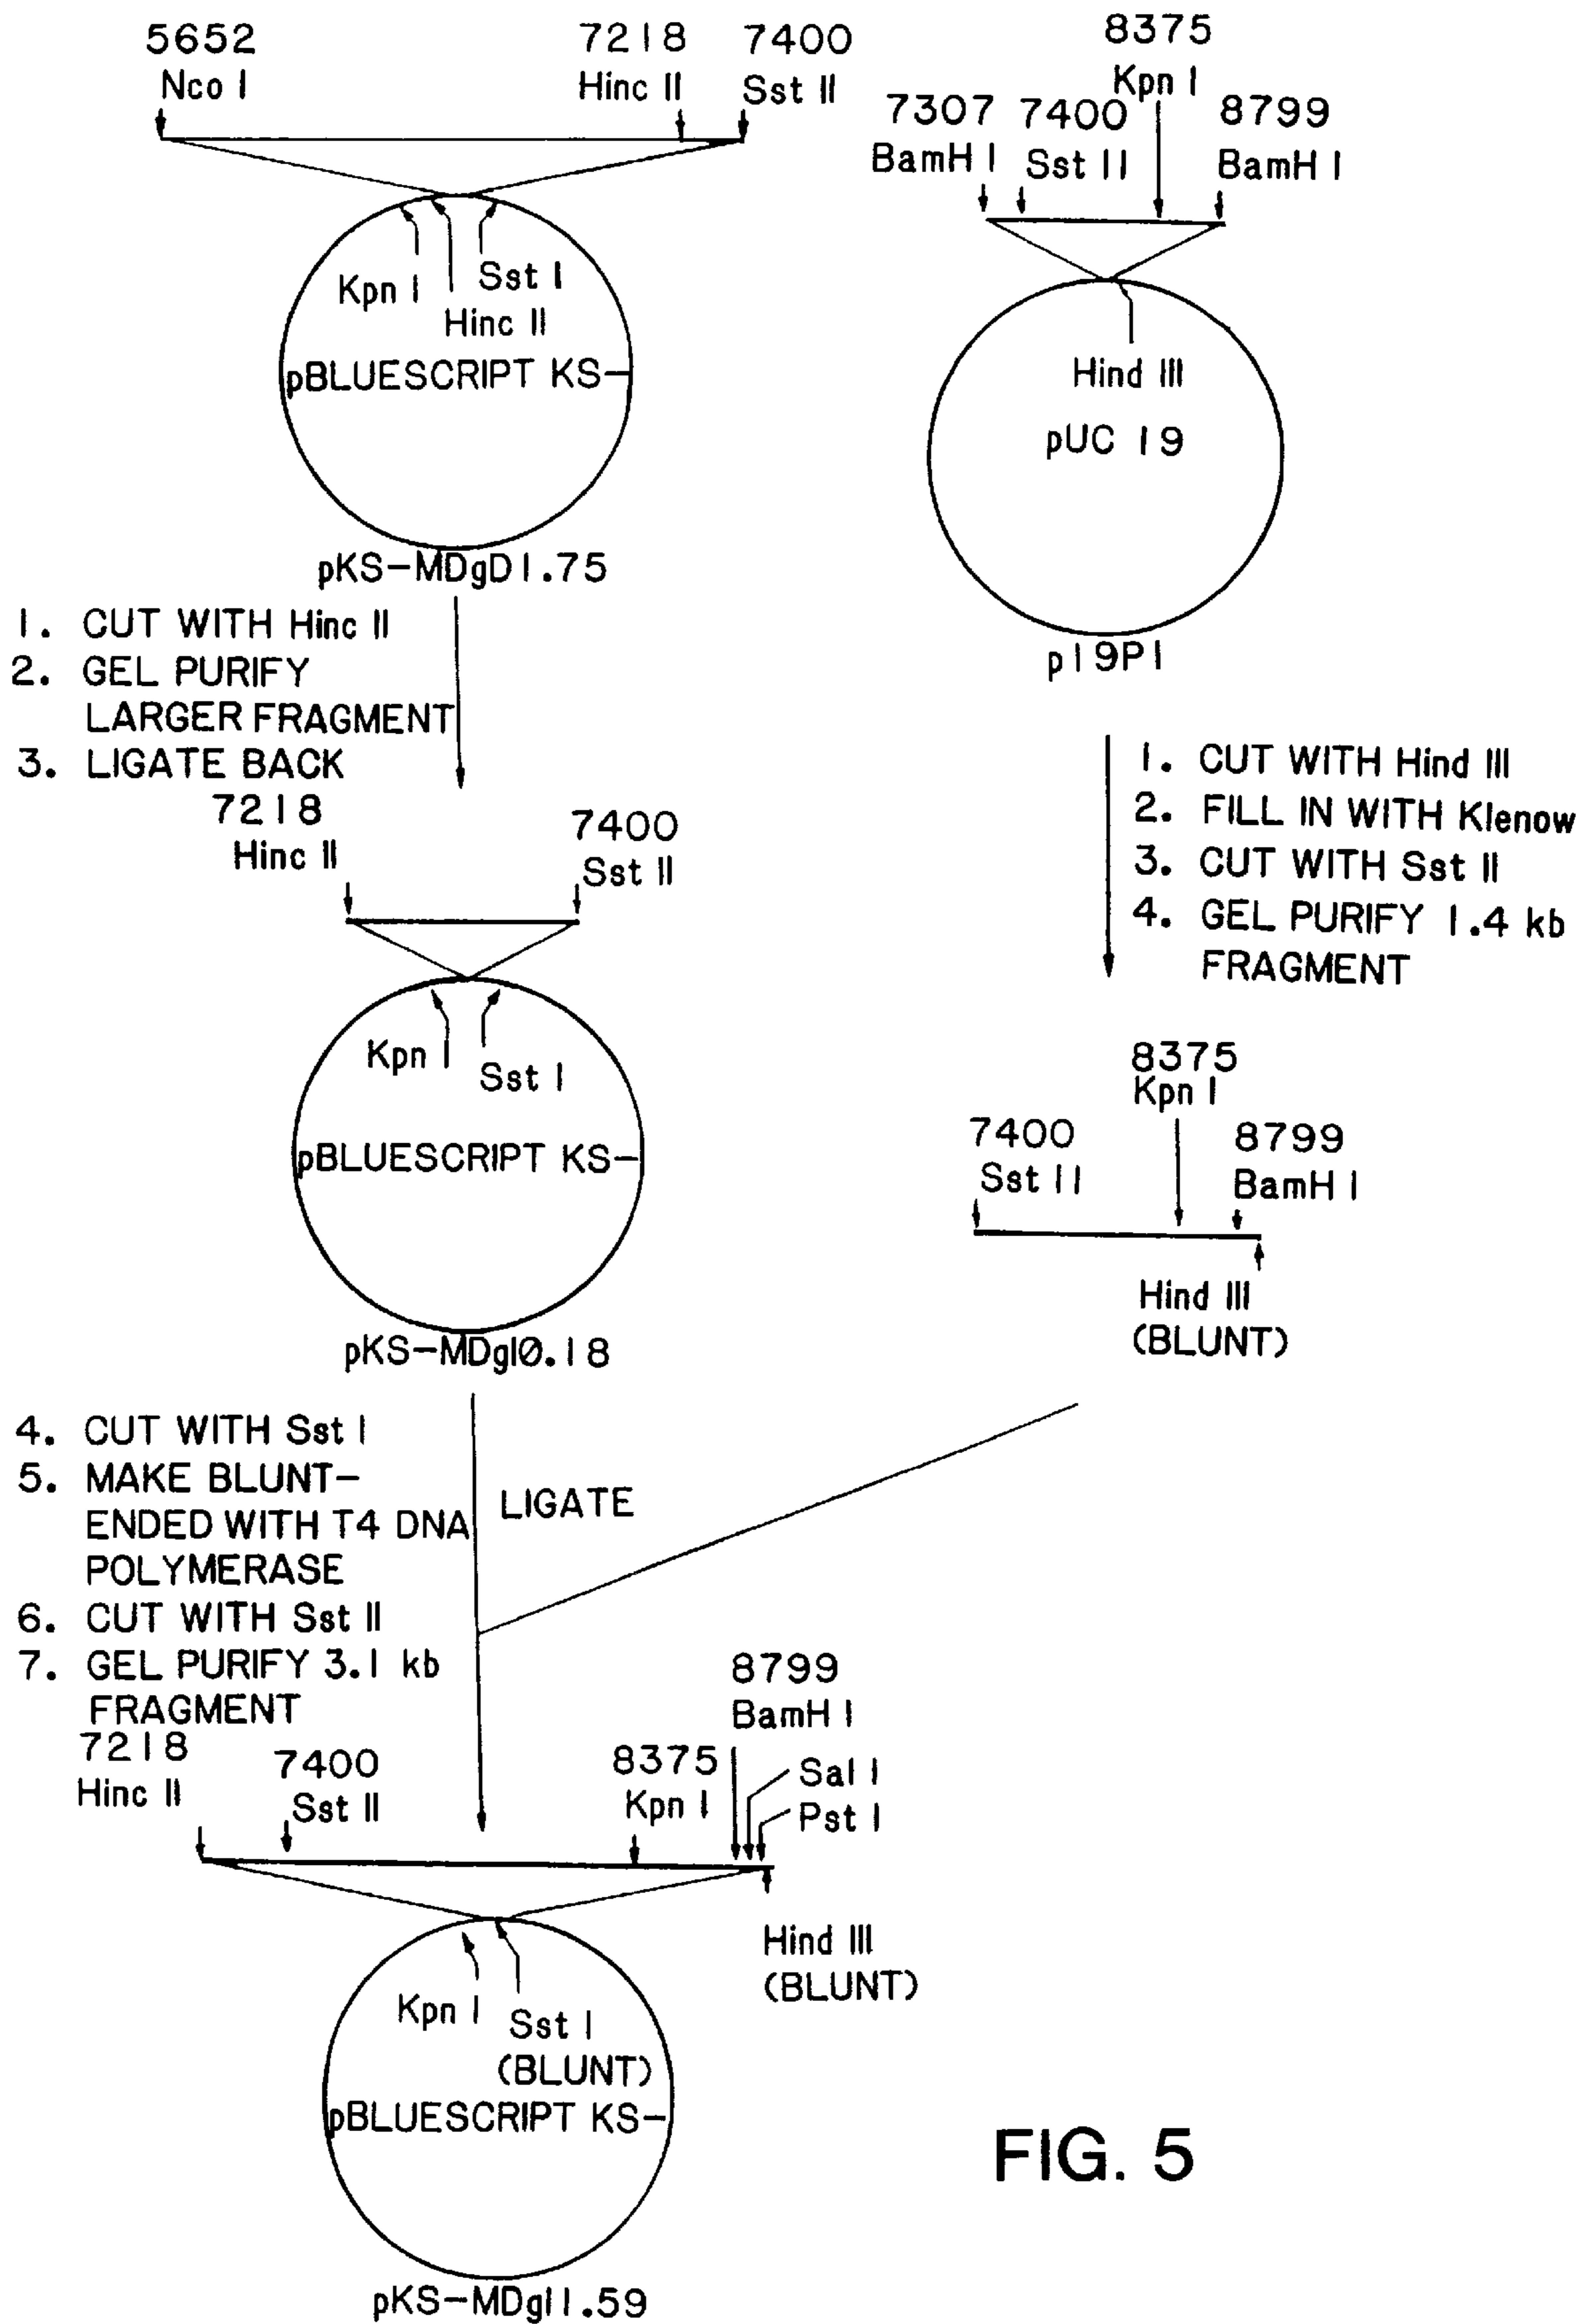 5652
Nco I
7218
Hinc II
7400
Sst II
Kpn I
Sst I
Hinc II
pBLUESCRIPT KS-
pKS-MDgD1.75
8375
Kpn I
7307
BamH I
7400
Sst II
8799
BamH I
Hind III
pUC 19
p19P1
1. CUT WITH Hinc II
2. GEL PURIFY
LARGER FRAGMENT
3. LIGATE BACK
1. CUT WITH Hind III
2. FILL IN WITH Klenow
3. CUT WITH Sst II
4. GEL PURIFY 1.4 kb
FRAGMENT
7218
Hinc II
7400
Sst II
Kpn I
Sst I
pBLUESCRIPT KS-
pKS-MDgI0.18
8375
Kpn I
7400
Sst II
8799
BamH I
Hind III
(BLUNT)
4. CUT WITH Sst I
5. MAKE BLUNT-
ENDED WITH T4 DNA
POLYMERASE
6. CUT WITH Sst II
7. GEL PURIFY 3.1 kb
FRAGMENT
LIGATE
7218
Hinc II
7400
Sst II
8375
Kpn I
8799
BamH I
Sal I
Pst I
Hind III
(BLUNT)
Kpn I
Sst I
(BLUNT)
pBLUESCRIPT KS-
pKS-MDgI1.59
FIG. 5